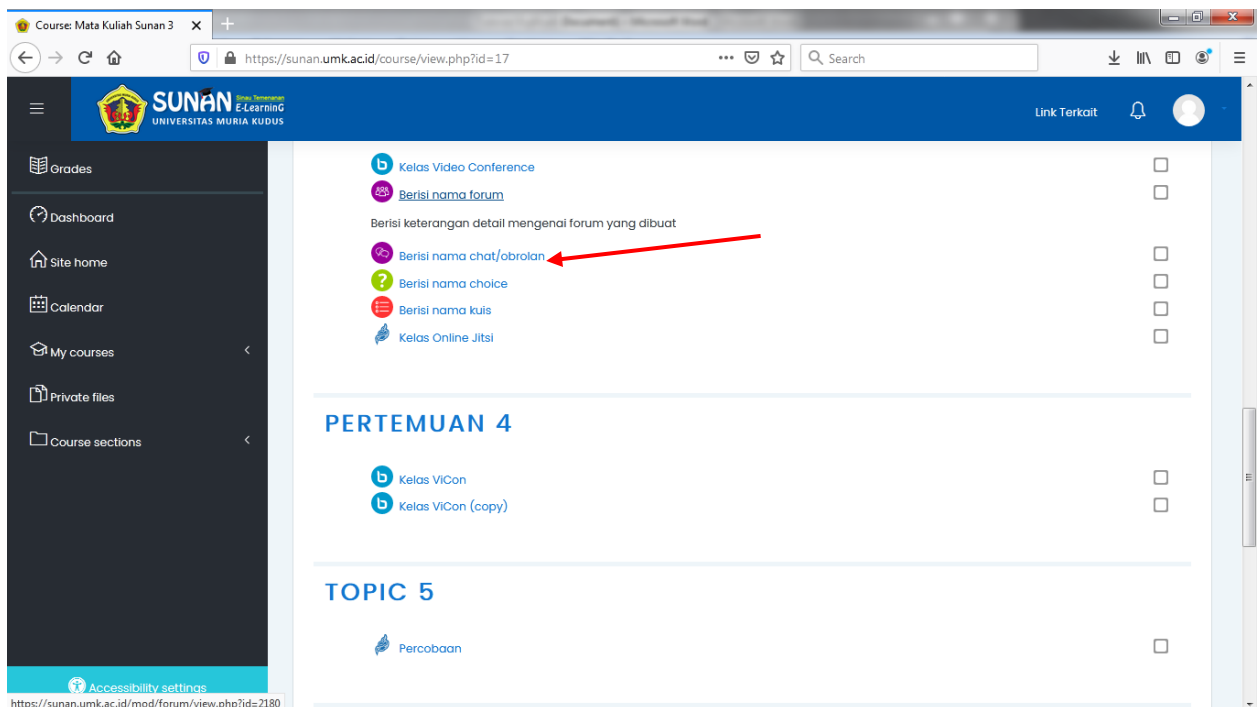 Course: Mata Kuliah Sunan 3
https://sunan.umk.ac.id/course/view.php?id=17
Search
SUNAN Sinau Temenanan E-Learning
UNIVERSITAS MURIA KUDUS
Link Terkait
Grades
Dashboard
Site home
Calendar
My courses
Private files
Course sections
Accessibility settings
https://sunan.umk.ac.id/mod/forum/view.php?id=2180
Kelas Video Conference
Berisi nama forum
Berisi keterangan detail mengenai forum yang dibuat
Berisi nama chat/obrolan
Berisi nama choice
Berisi nama kuis
Kelas Online Jitsi
PERTEMUAN 4
Kelas ViCon
Kelas ViCon (copy)
TOPIC 5
Percobaan